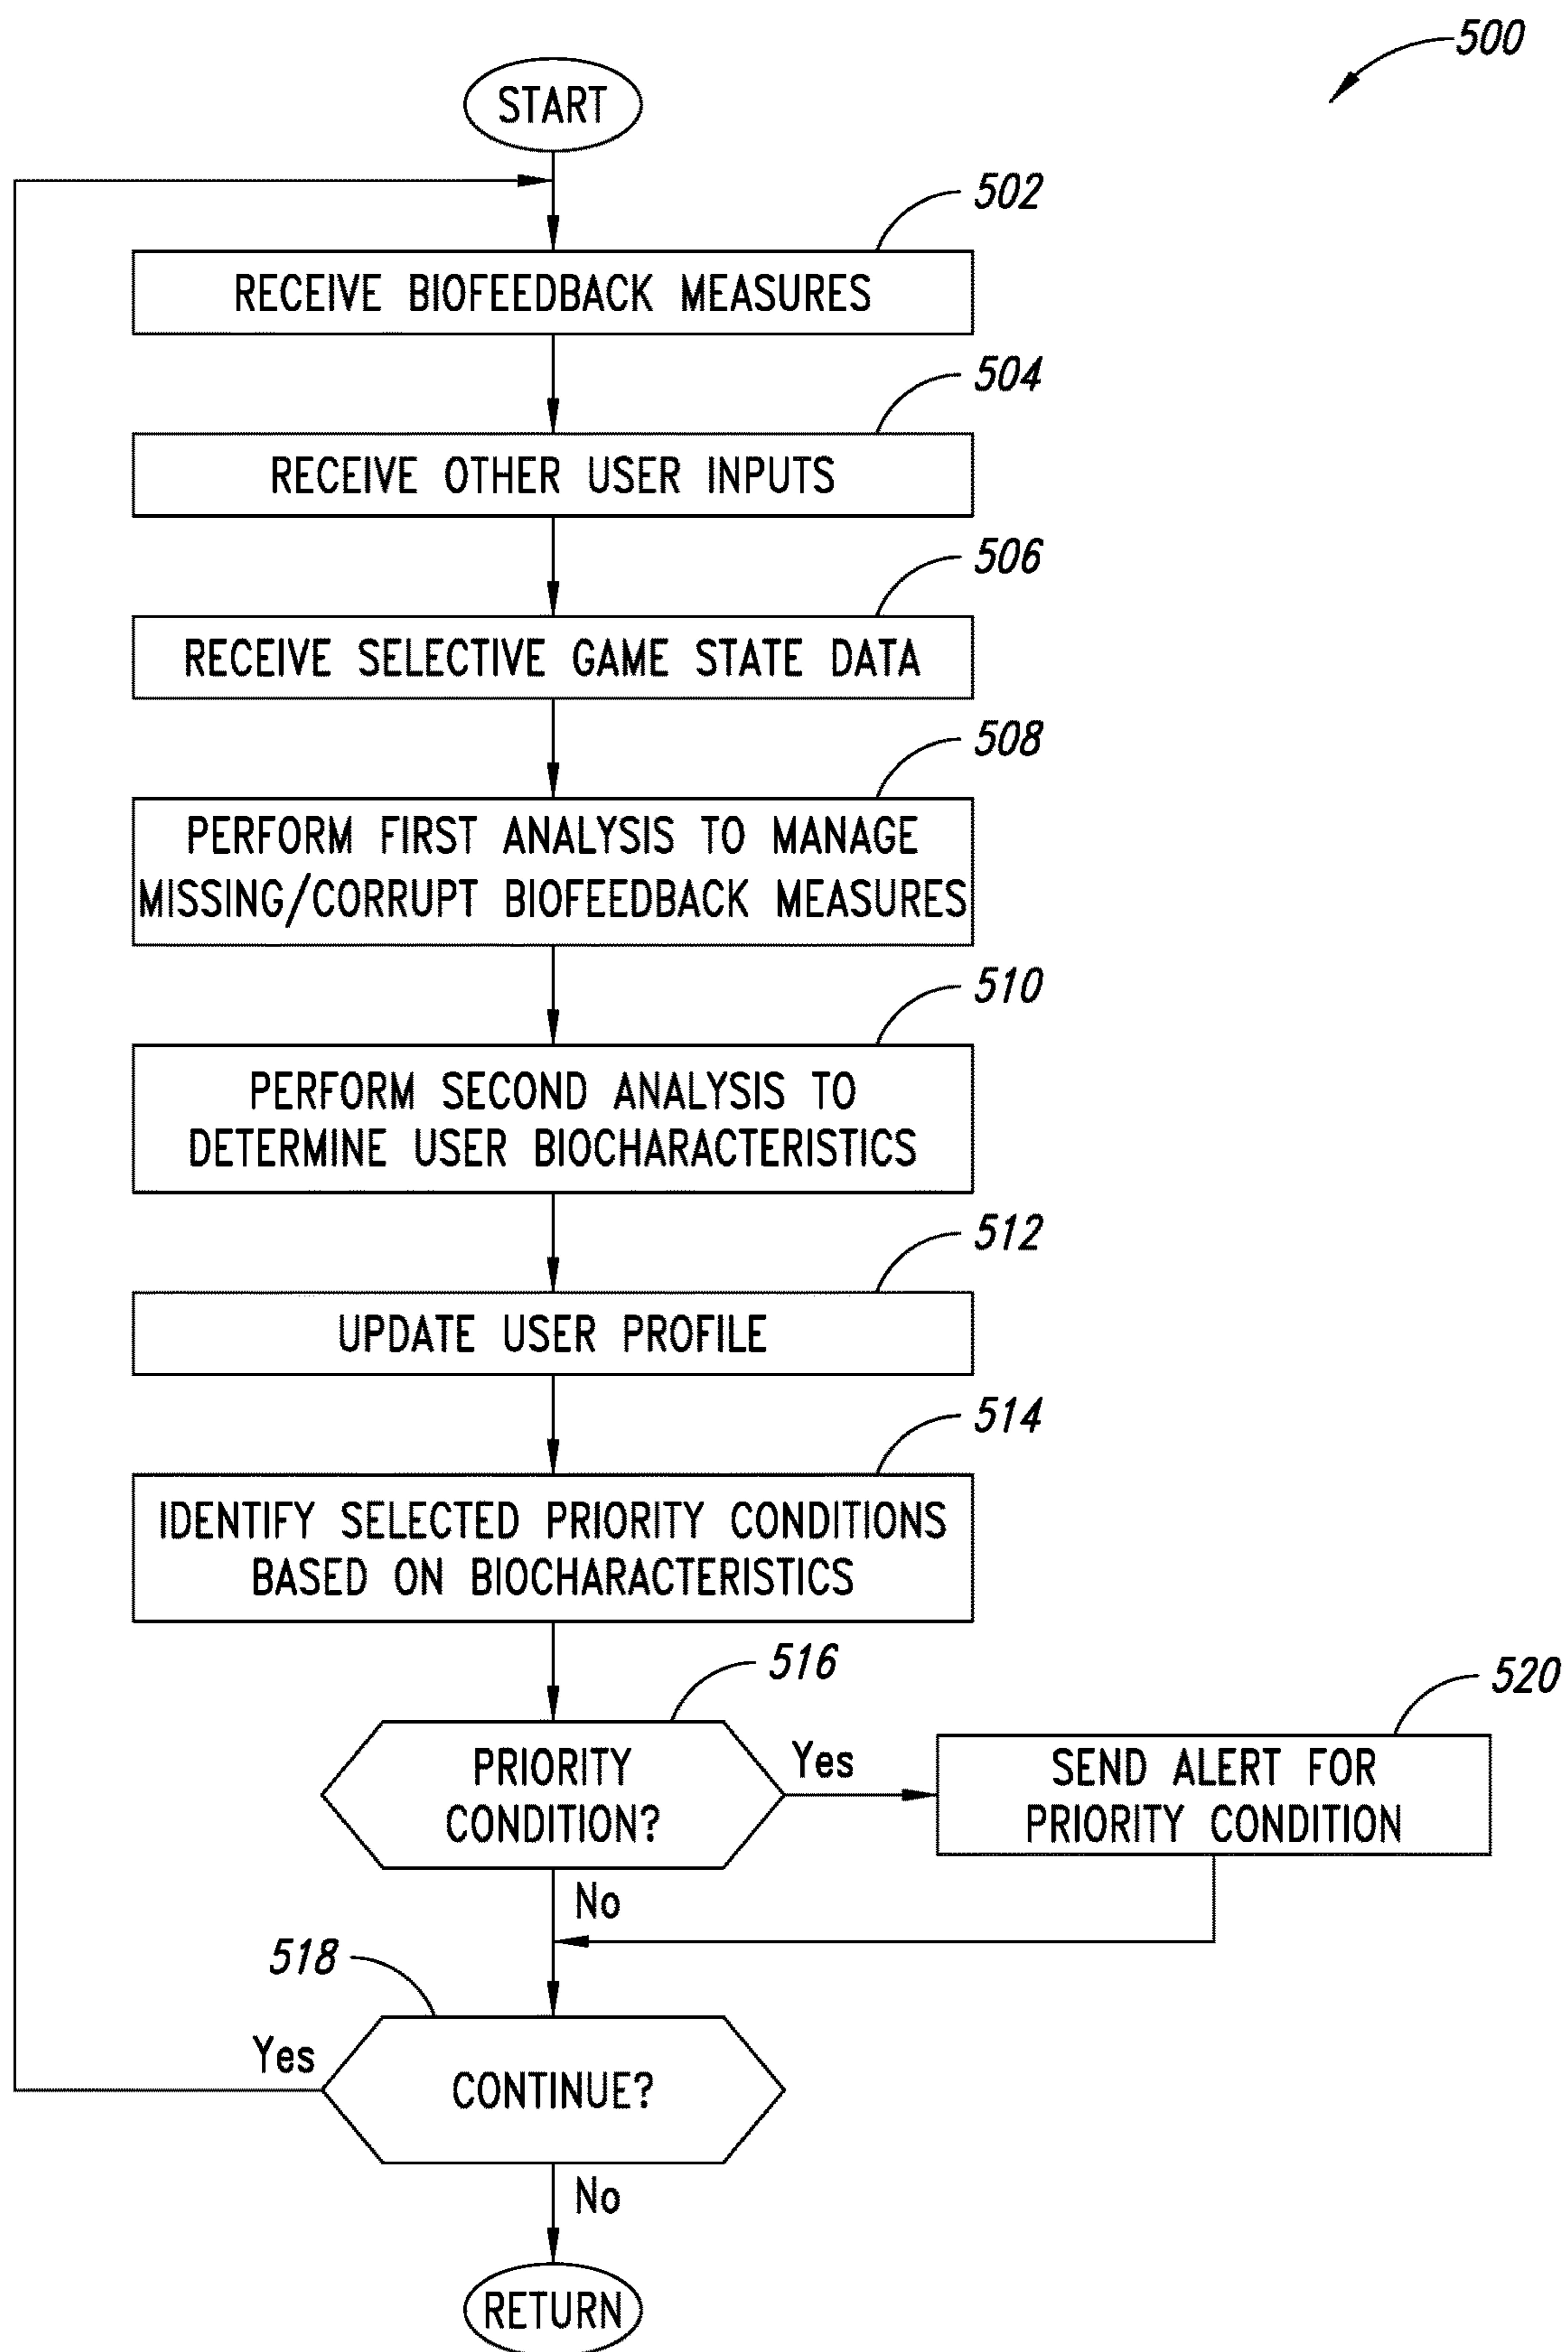 500
START
502
RECEIVE BIOFEEDBACK MEASURES
504
RECEIVE OTHER USER INPUTS
506
RECEIVE SELECTIVE GAME STATE DATA
508
PERFORM FIRST ANALYSIS TO MANAGE
MISSING/CORRUPT BIOFEEDBACK MEASURES
510
PERFORM SECOND ANALYSIS TO
DETERMINE USER BIOCHARACTERISTICS
512
UPDATE USER PROFILE
514
IDENTIFY SELECTED PRIORITY CONDITIONS
BASED ON BIOCHARACTERISTICS
516
PRIORITY
CONDITION?
Yes
520
SEND ALERT FOR
PRIORITY CONDITION
No
518
Yes
CONTINUE?
No
RETURN